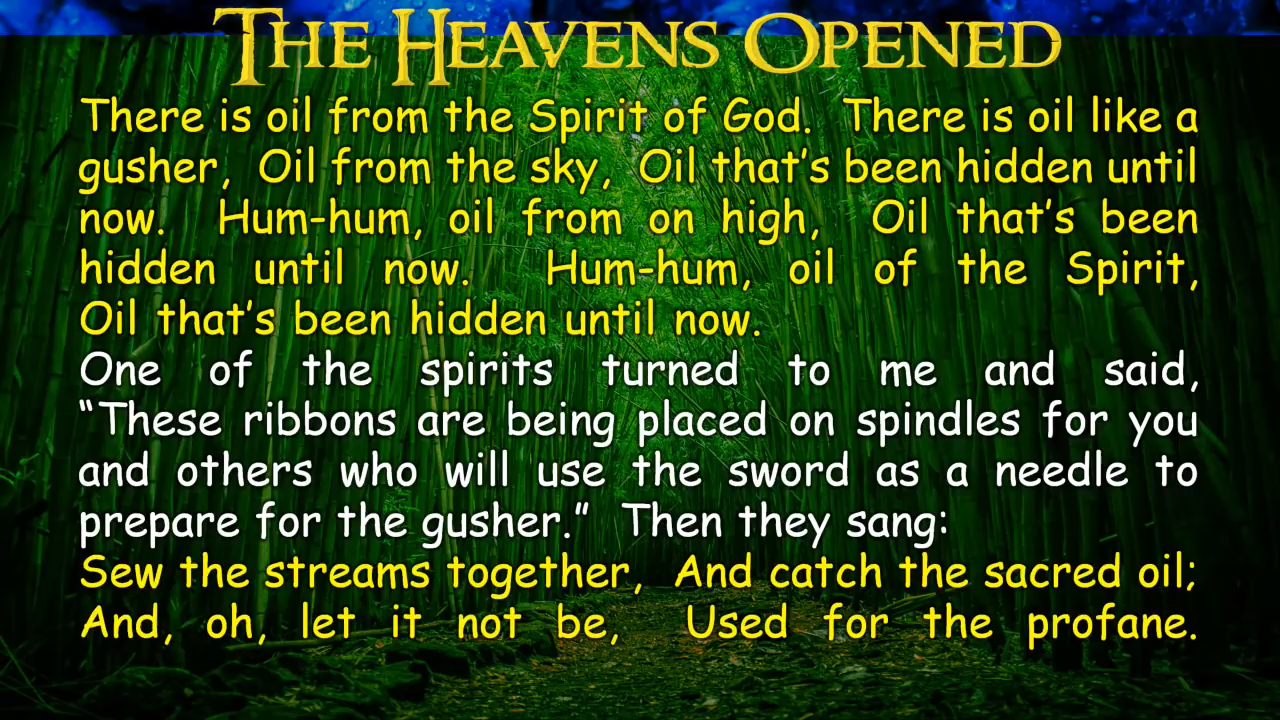 THE HEAVENS OPENED
There is oil from the Spirit of God.  There is oil like a
gusher,  Oil from the sky,  Oil that's been hidden until
now.  Hum-hum, oil from on high,  Oil that's been
hidden until now.  Hum-hum, oil of the Spirit,
Oil that's been hidden until now.
One of the spirits turned to me and said,
“These ribbons are being placed on spindles for you
and others who will use the sword as a needle to
prepare for the gusher.”  Then they sang:
Sew the streams together,  And catch the sacred oil;
And, oh, let it not be,  Used for the profane.